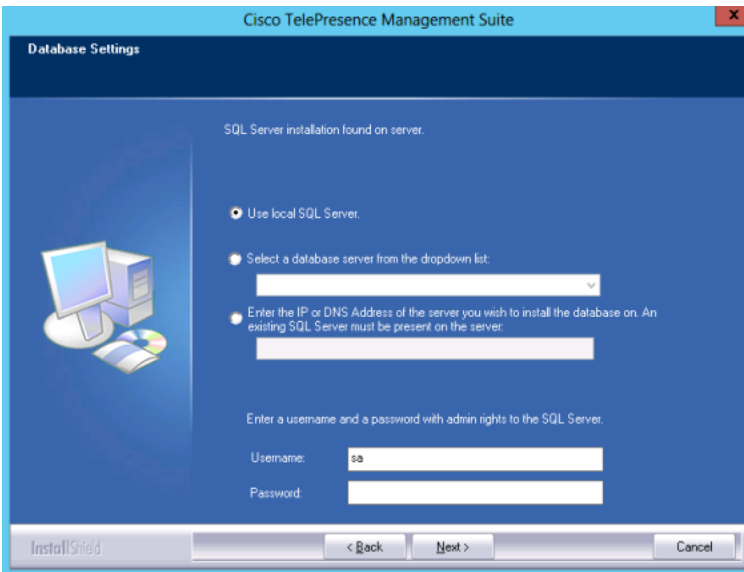 Cisco TelePresence Management Suite
x
Database Settings
SQL Server installation found on server.
Use local SQL Server.
Select a database server from the dropdown list:
Enter the IP or DNS Address of the server you wish to install the database on. An
existing SQL Server must be present on the server:
Enter a username and a password with admin rights to the SQL Server.
Username:
sa
Password:
InstallShield
< Back
Next >
Cancel